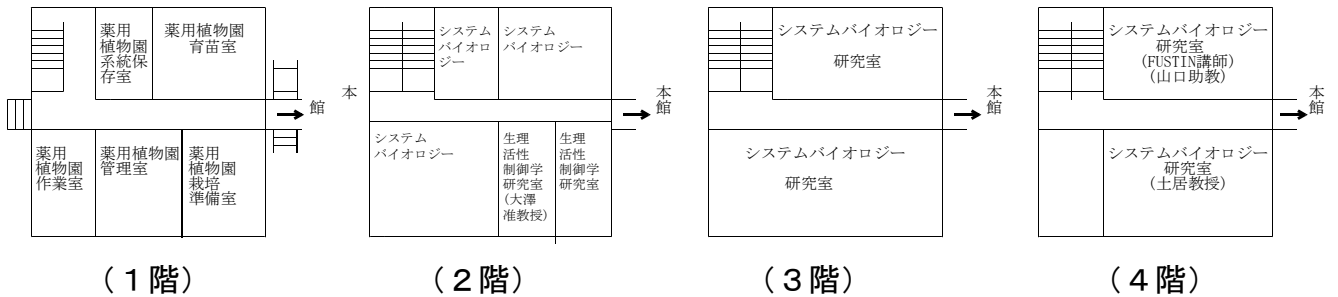 薬用
植物園
系統保
存室
薬用植物園
育苗室
本
館
薬用
植物園
作業室
薬用植物園
管理室
薬用
植物園
栽培
準備室
（１階）
システム
バイオロ
ジー
システム
バイオロジー
本
館
システム
バイオロジー
生理
活性
制御学
研究室
(大澤
准教授)
生理
活性
制御学
研究室
（２階）
システムバイオロジー
研究室
本
館
システムバイオロジー
研究室
（３階）
システムバイオロジー
研究室
(FUSTIN講師)
(山口助教)
本
館
システムバイオロジー
研究室
(土居教授)
（４階）